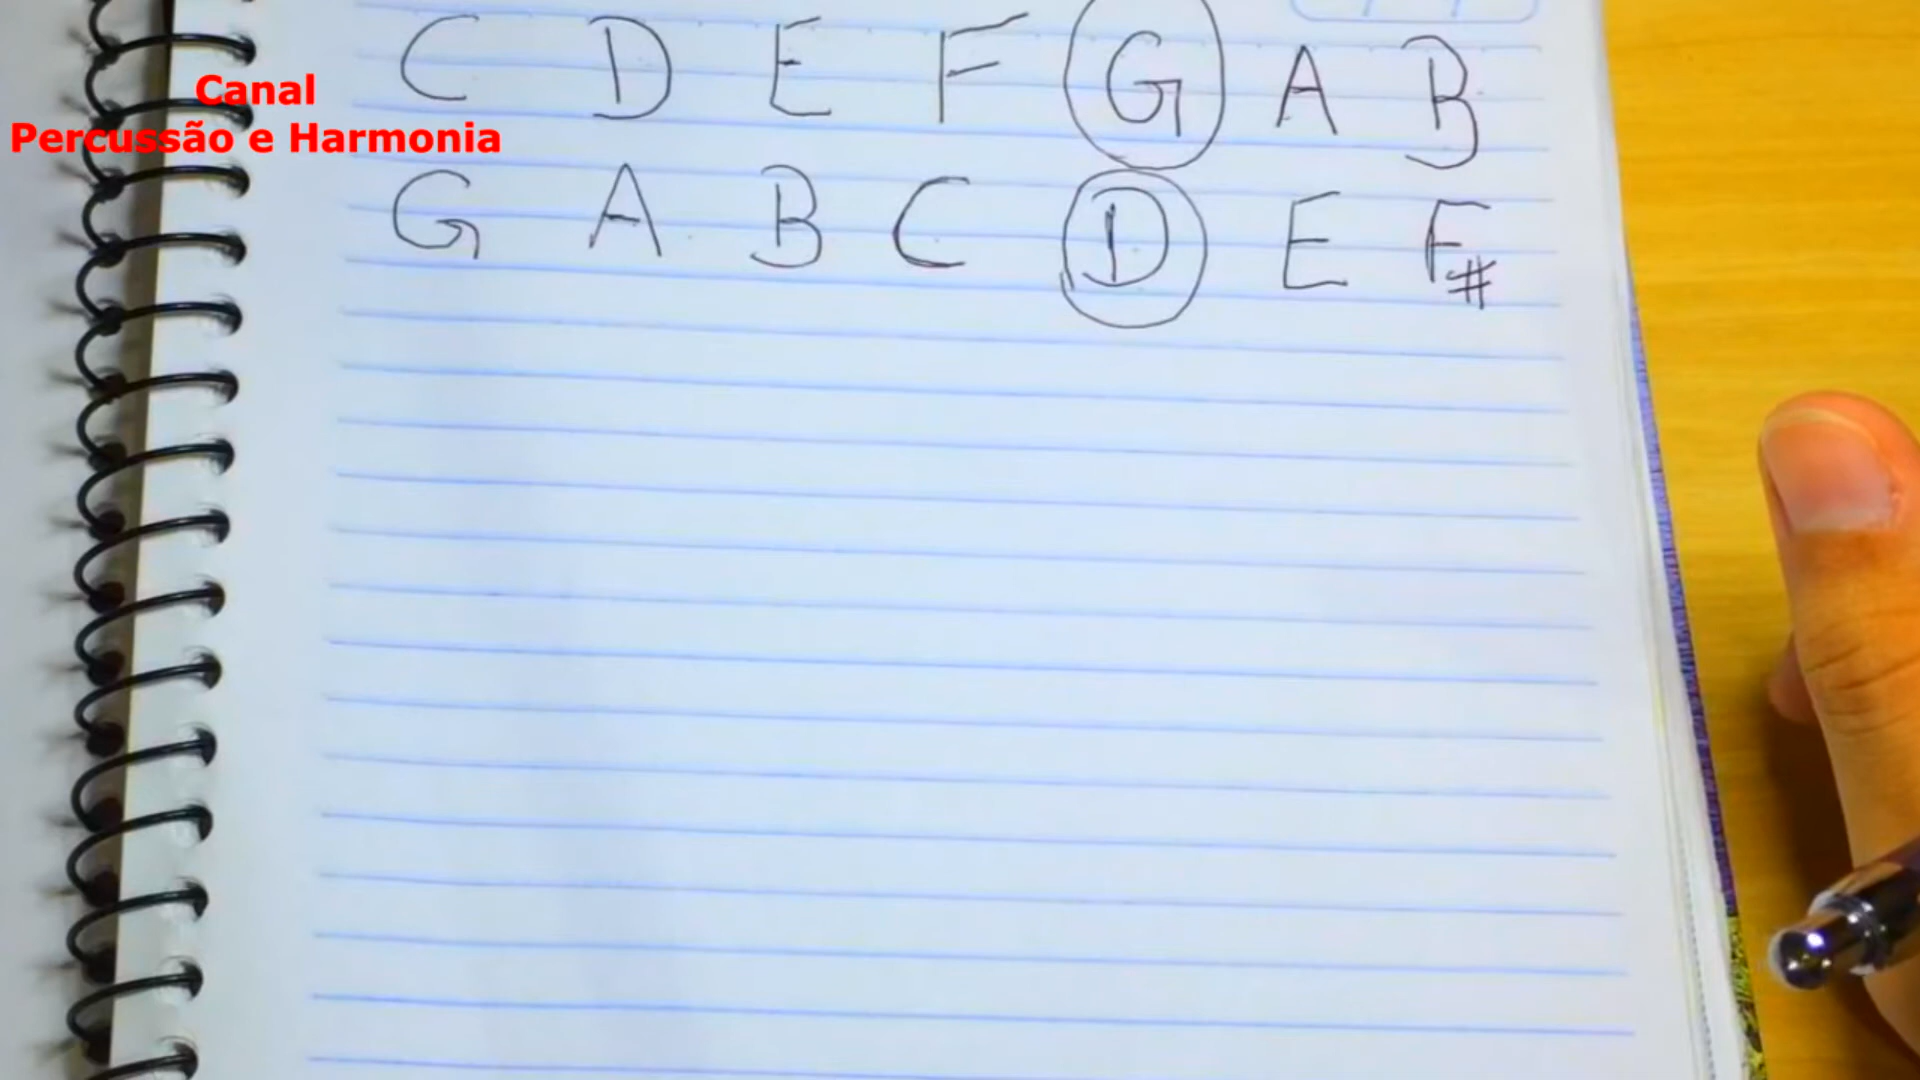 C D E F G A B
Canal
Percussão e Harmonia
G A B C D E F#